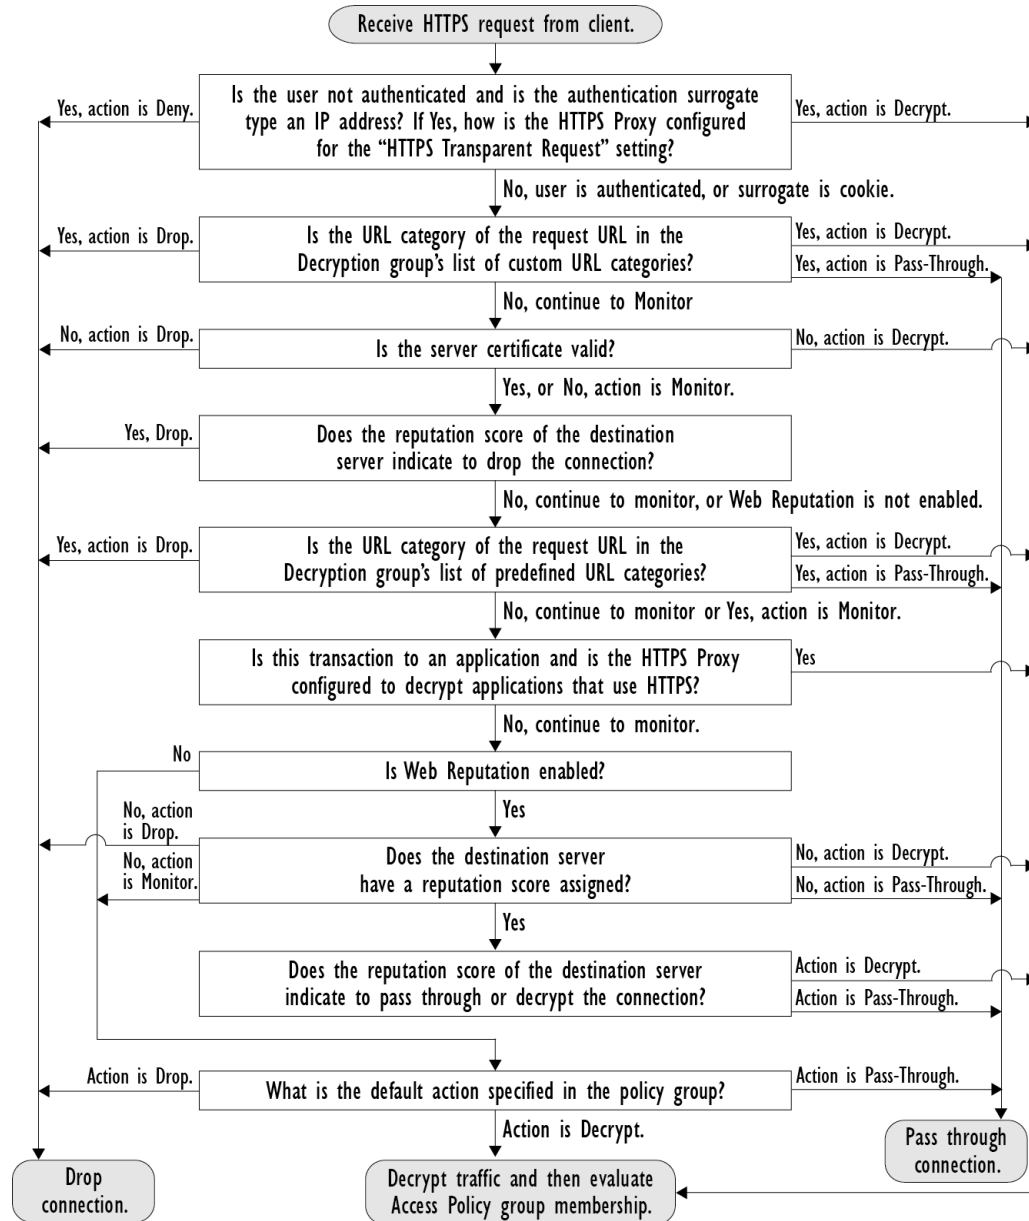 Receive HTTPS request from client.
Is the user not authenticated and is the authentication surrogate
type an IP address? If Yes, how is the HTTPS Proxy configured
for the “HTTPS Transparent Request” setting?
Yes, action is Deny.
Yes, action is Decrypt.
No, user is authenticated, or surrogate is cookie.
Is the URL category of the request URL in the
Decryption group’s list of custom URL categories?
Yes, action is Drop.
Yes, action is Decrypt.
Yes, action is Pass-Through.
No, continue to Monitor
Is the server certificate valid?
No, action is Drop.
No, action is Decrypt.
Yes, or No, action is Monitor.
Does the reputation score of the destination
server indicate to drop the connection?
Yes, Drop.
No, continue to monitor, or Web Reputation is not enabled.
Is the URL category of the request URL in the
Decryption group’s list of predefined URL categories?
Yes, action is Drop.
Yes, action is Decrypt.
Yes, action is Pass-Through.
No, continue to monitor or Yes, action is Monitor.
Is this transaction to an application and is the HTTPS Proxy
configured to decrypt applications that use HTTPS?
Yes
No, continue to monitor.
Is Web Reputation enabled?
No
Yes
Does the destination server
have a reputation score assigned?
No, action
is Drop.
No, action
is Monitor.
No, action is Decrypt.
No, action is Pass-Through.
Yes
Does the reputation score of the destination server
indicate to pass through or decrypt the connection?
Action is Decrypt.
Action is Pass-Through.
What is the default action specified in the policy group?
Action is Drop.
Action is Pass-Through.
Action is Decrypt.
Drop
connection.
Decrypt traffic and then evaluate
Access Policy group membership.
Pass through
connection.